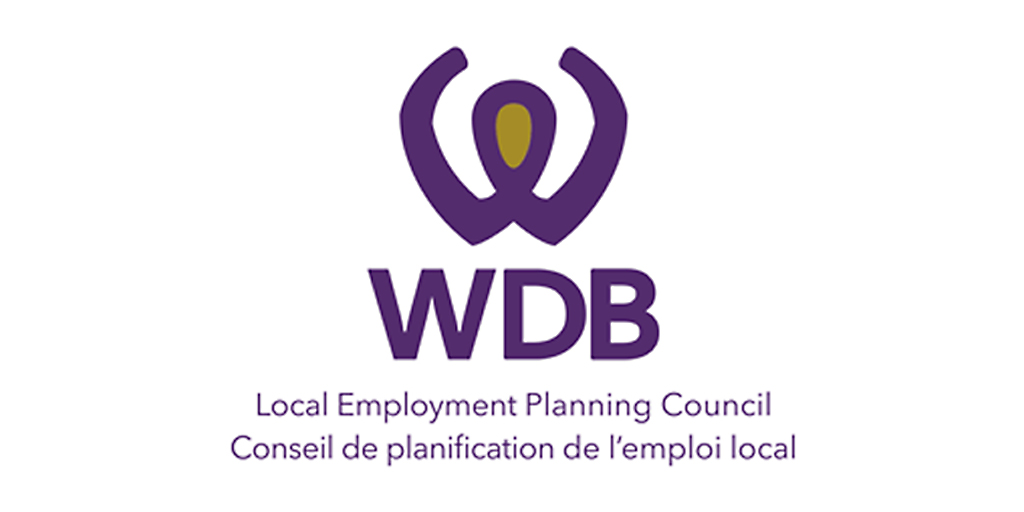 WDB
Local Employment Planning Council
Conseil de planification de l’emploi local